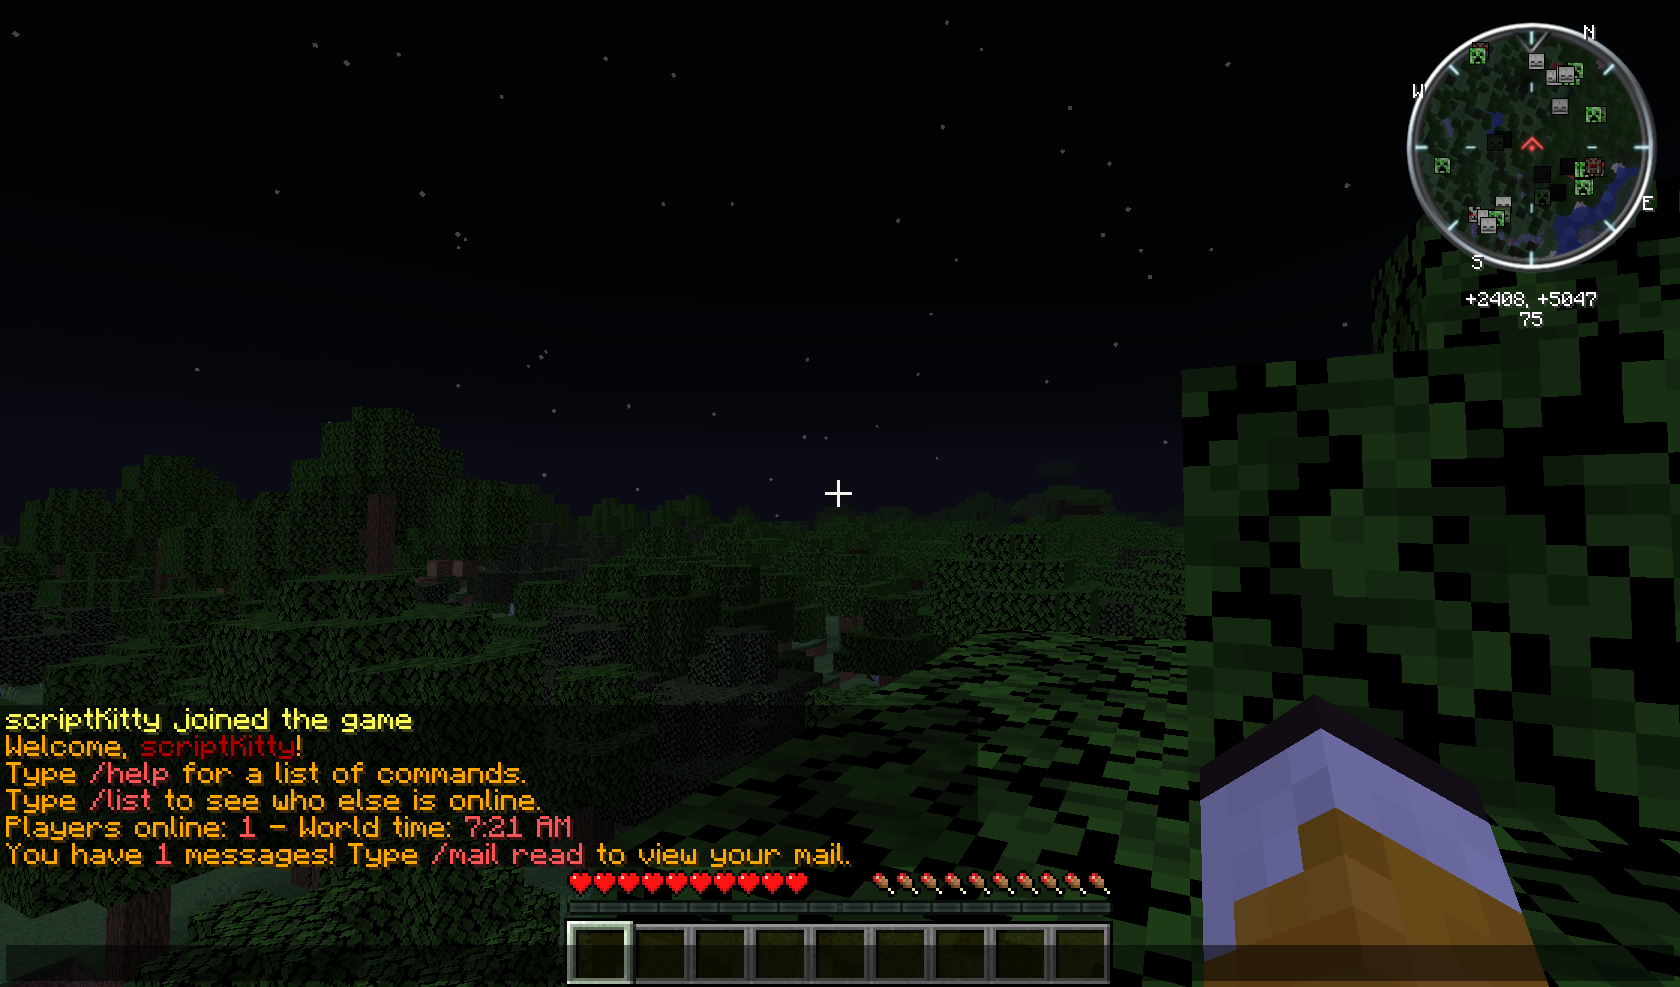 N
W
E
S
+2408, +5047
75
scriptKitty joined the game
Welcome, scriptKitty!
Type /help for a list of commands.
Type /list to see who else is online.
Players online: 1 - World time: 7:21 AM
You have 1 messages! Type /mail read to view your mail.